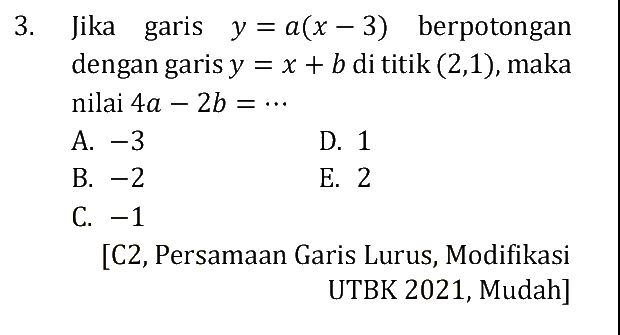 3. Jika garis y = a(x − 3) berpotongan
dengan garis y = x + b di titik (2,1), maka
nilai 4a − 2b = ⋯
A. −3 D. 1
B. −2 E. 2
C. −1
[C2, Persamaan Garis Lurus, Modifikasi
UTBK 2021, Mudah]